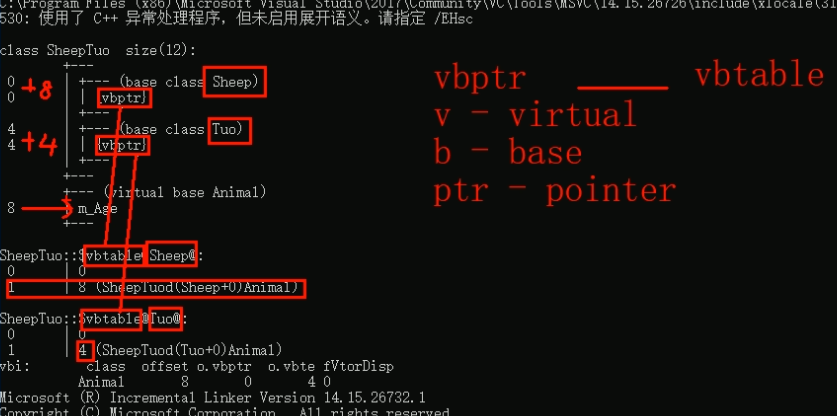 C:\Program Files (x86)\Microsoft Visual Studio\2017\Community\VC\Tools\MSVC\14.15.26726\include\xlocale(31
530: 使用了 C++ 异常处理程序，但未启用展开语义。请指定 /EHsc
class SheepTuo  size(12):
        +---
 0      | +--- (base class Sheep)
 0      | | {vbptr}
        | +---
 4      | +--- (base class Tuo)
 4      | | {vbptr}
        | +---
        +---
        +--- (virtual base Animal)
 8      | m_Age
        +---
+8
+4
vbptr ______ vbtable
v - virtual
b - base
ptr - pointer
SheepTuo::$vbtable@Sheep@:
 0      | 0
 1      | 8 (SheepTuod(Sheep+0)Animal)
SheepTuo::$vbtable@Tuo@:
 0      | 0
 1      | 4 (SheepTuod(Tuo+0)Animal)
vbi:       class  offset o.vbptr  o.vbte fVtorDisp
          Animal       8       0       4 0
Microsoft (R) Incremental Linker Version 14.15.26732.1
Copyright (C) Microsoft Corporation.  All rights reserved.